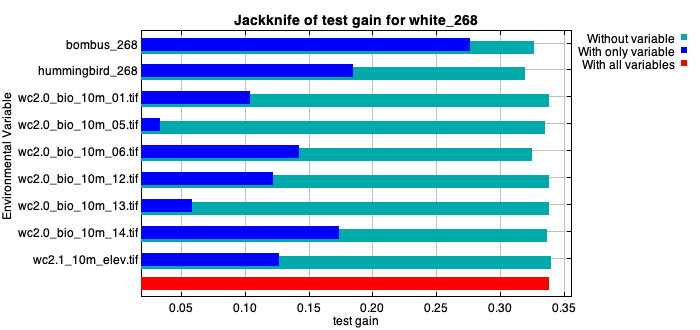 Jackknife of test gain for white_268
Without variable
With only variable
With all variables
Environmental Variable
bombus_268
hummingbird_268
wc2.0_bio_10m_01.tif
wc2.0_bio_10m_05.tif
wc2.0_bio_10m_06.tif
wc2.0_bio_10m_12.tif
wc2.0_bio_10m_13.tif
wc2.0_bio_10m_14.tif
wc2.1_10m_elev.tif
0.05 0.10 0.15 0.20 0.25 0.30 0.35
test gain